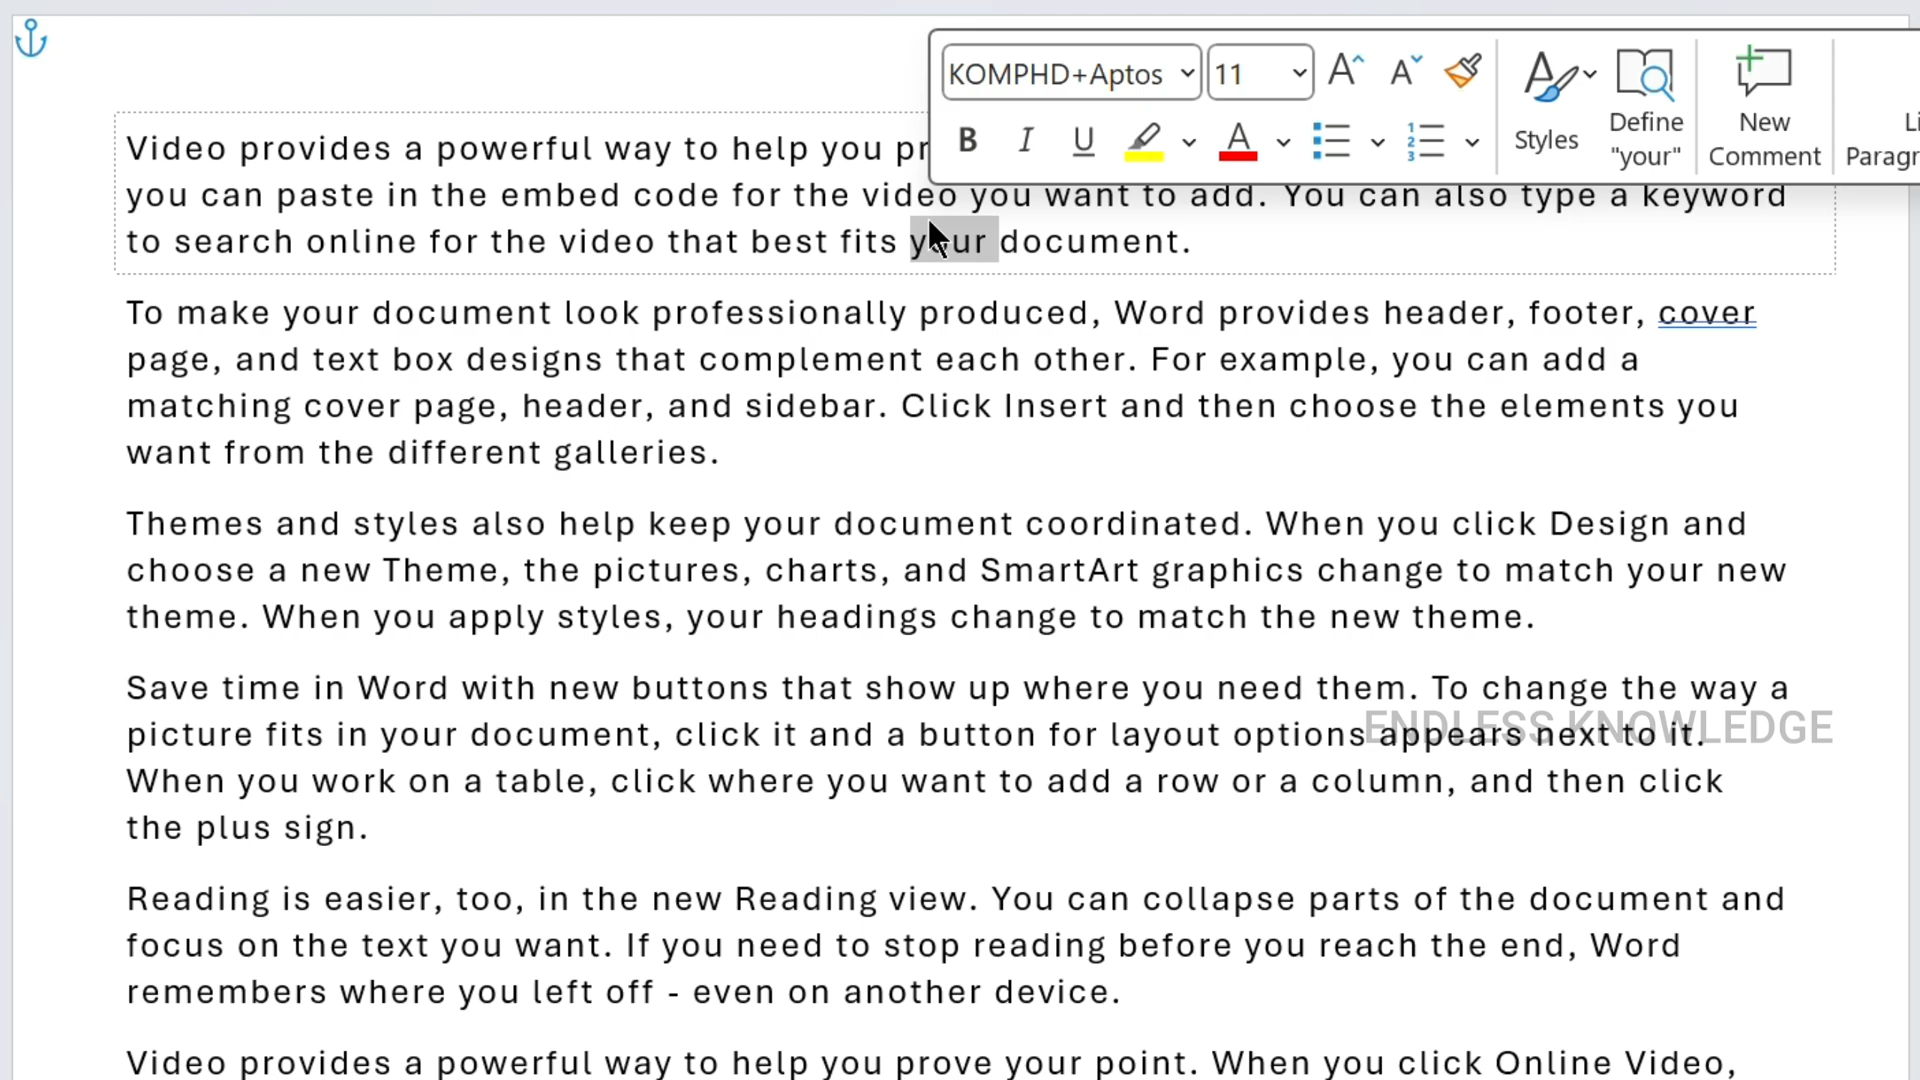 KOMPHD+Aptos 11
B I U A Styles Define "your" New Comment
Video provides a powerful way to help you
you can paste in the embed code for the video you want to add. You can also type a keyword
to search online for the video that best fits your document.
To make your document look professionally produced, Word provides header, footer, cover
page, and text box designs that complement each other. For example, you can add a
matching cover page, header, and sidebar. Click Insert and then choose the elements you
want from the different galleries.
Themes and styles also help keep your document coordinated. When you click Design and
choose a new Theme, the pictures, charts, and SmartArt graphics change to match your new
theme. When you apply styles, your headings change to match the new theme.
Save time in Word with new buttons that show up where you need them. To change the way a
picture fits in your document, click it and a button for layout options appears next to it.
ENDLESS KNOWLEDGE
When you work on a table, click where you want to add a row or a column, and then click
the plus sign.
Reading is easier, too, in the new Reading view. You can collapse parts of the document and
focus on the text you want. If you need to stop reading before you reach the end, Word
remembers where you left off - even on another device.
Video provides a powerful way to help you prove your point. When you click Online Video,